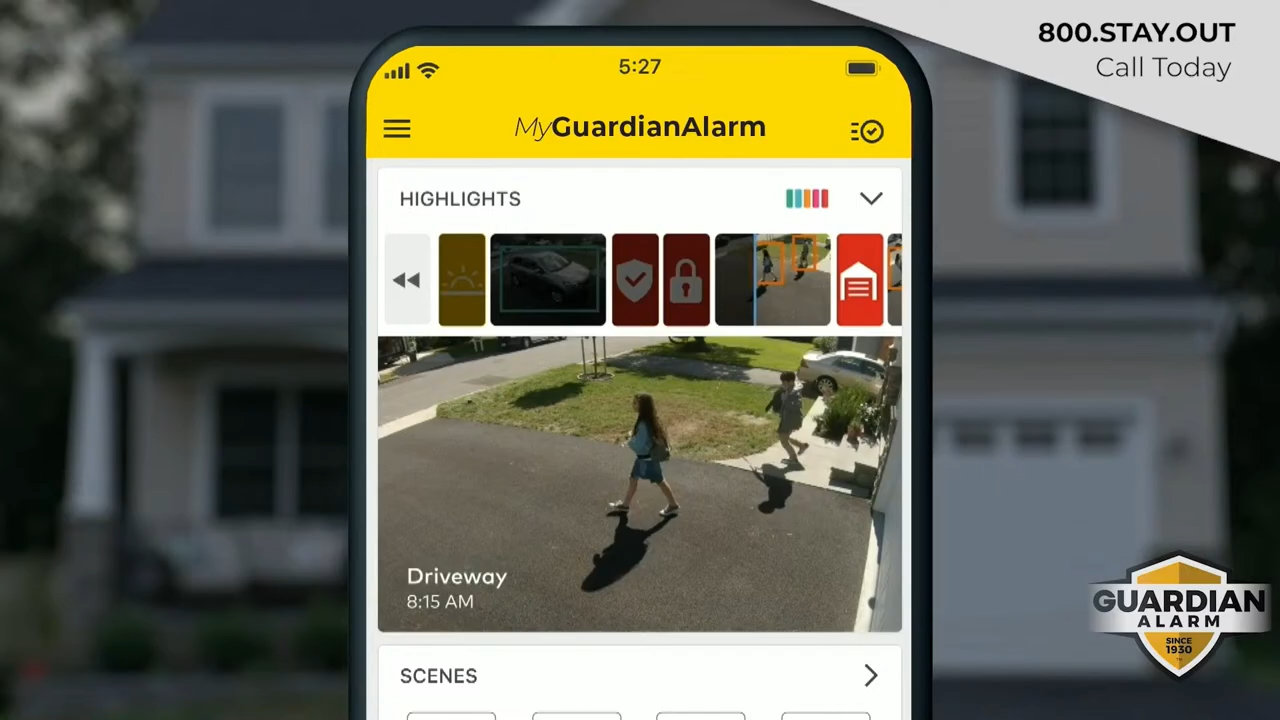 800.STAY.OUT
Call Today
5:27
MyGuardianAlarm
HIGHLIGHTS
Driveway
8:15 AM
SCENES
GUARDIAN
ALARM
SINCE
1930